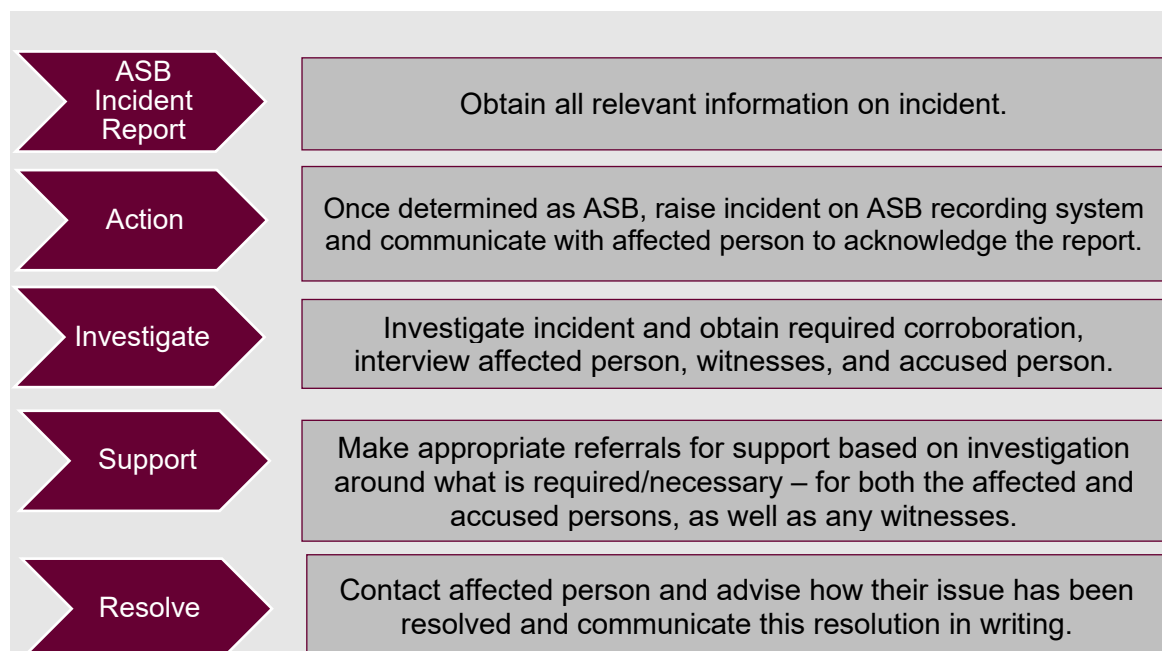 ASB
Incident
Report
Obtain all relevant information on incident.
Action
Once determined as ASB, raise incident on ASB recording system
and communicate with affected person to acknowledge the report.
Investigate
Investigate incident and obtain required corroboration,
interview affected person, witnesses, and accused person.
Support
Make appropriate referrals for support based on investigation
around what is required/necessary – for both the affected and
accused persons, as well as any witnesses.
Resolve
Contact affected person and advise how their issue has been
resolved and communicate this resolution in writing.